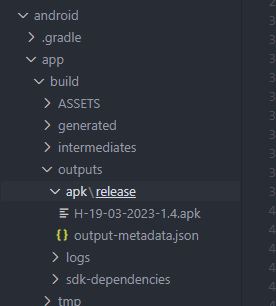 android
.gradle
app
build
ASSETS
generated
intermediates
outputs
apk\release
H-19-03-2023-1.4.apk
{} output-metadata.json
logs
sdk-dependencies
tmp